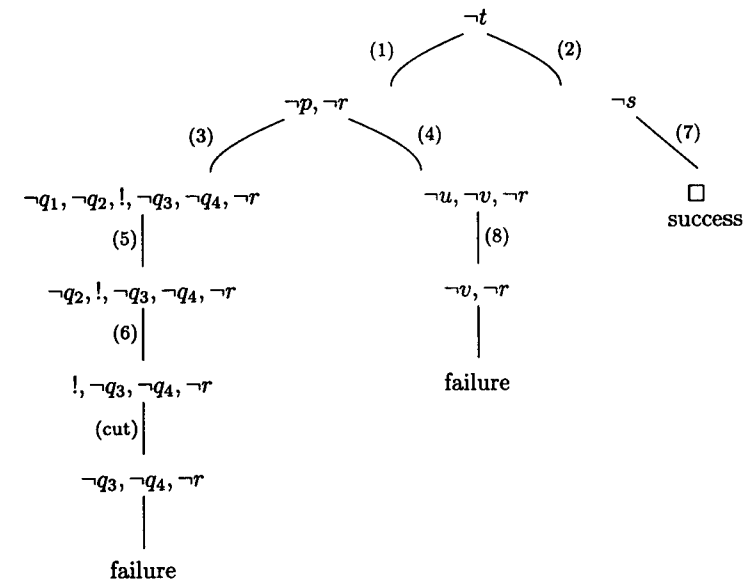 ¬t
(1) (2)
¬p, ¬r ¬s
(3) (4) (7)
¬q₁, ¬q₂, !, ¬q₃, ¬q₄, ¬r ¬u, ¬v, ¬r □
success
(5) (8)
¬q₂, !, ¬q₃, ¬q₄, ¬r ¬v, ¬r
(6)
!, ¬q₃, ¬q₄, ¬r failure
(cut)
¬q₃, ¬q₄, ¬r
failure